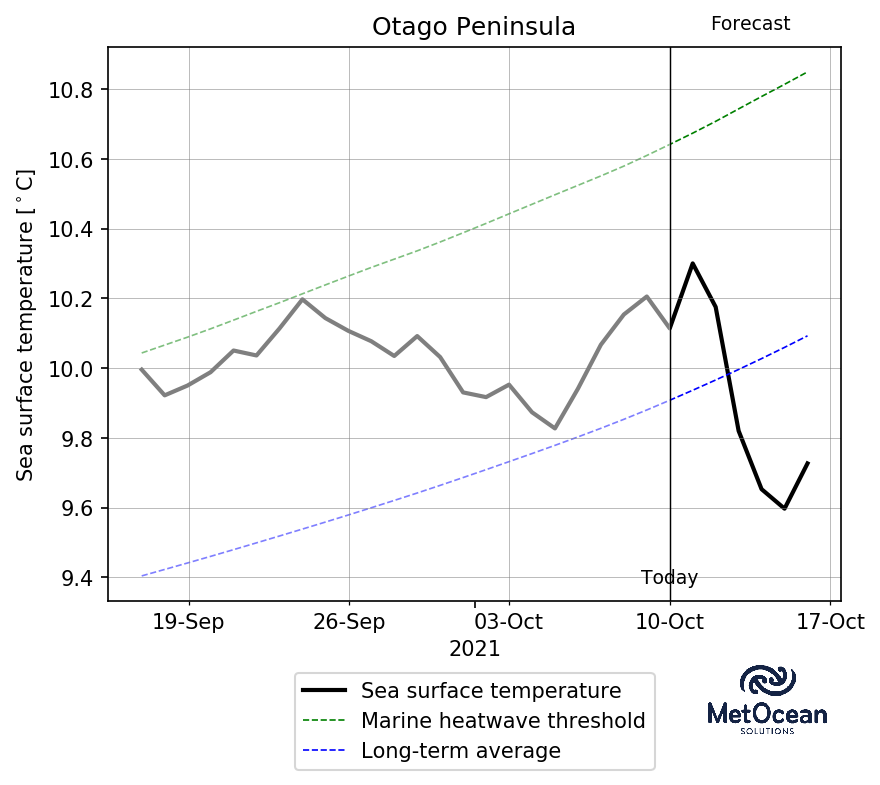 Otago Peninsula
Forecast
Sea surface temperature [°C]
10.8
10.6
10.4
10.2
10.0
9.8
9.6
9.4
Today
19-Sep 26-Sep 03-Oct 10-Oct 17-Oct
2021
Sea surface temperature
Marine heatwave threshold
Long-term average
MetOcean
SOLUTIONS